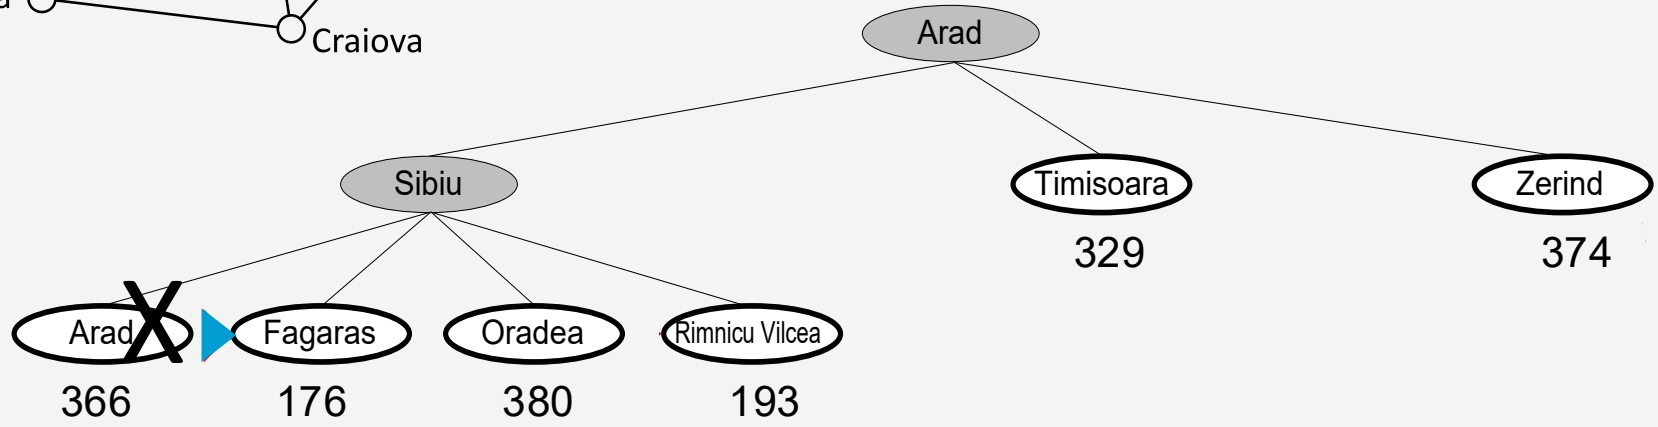 Craiova
Arad
Sibiu
Timisoara
Zerind
329
374
Arad
X
Fagaras
Oradea
Rimnicu Vilcea
366
176
380
193